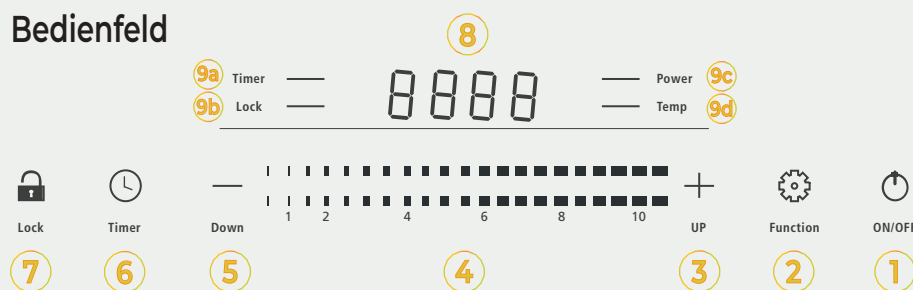 Bedienfeld
8
9a Timer 8888 Power 9c
9b Lock Temp 9d
1 2 4 6 8 10
Lock Timer Down UP Function ON/OFF
7 6 5 4 3 2 1